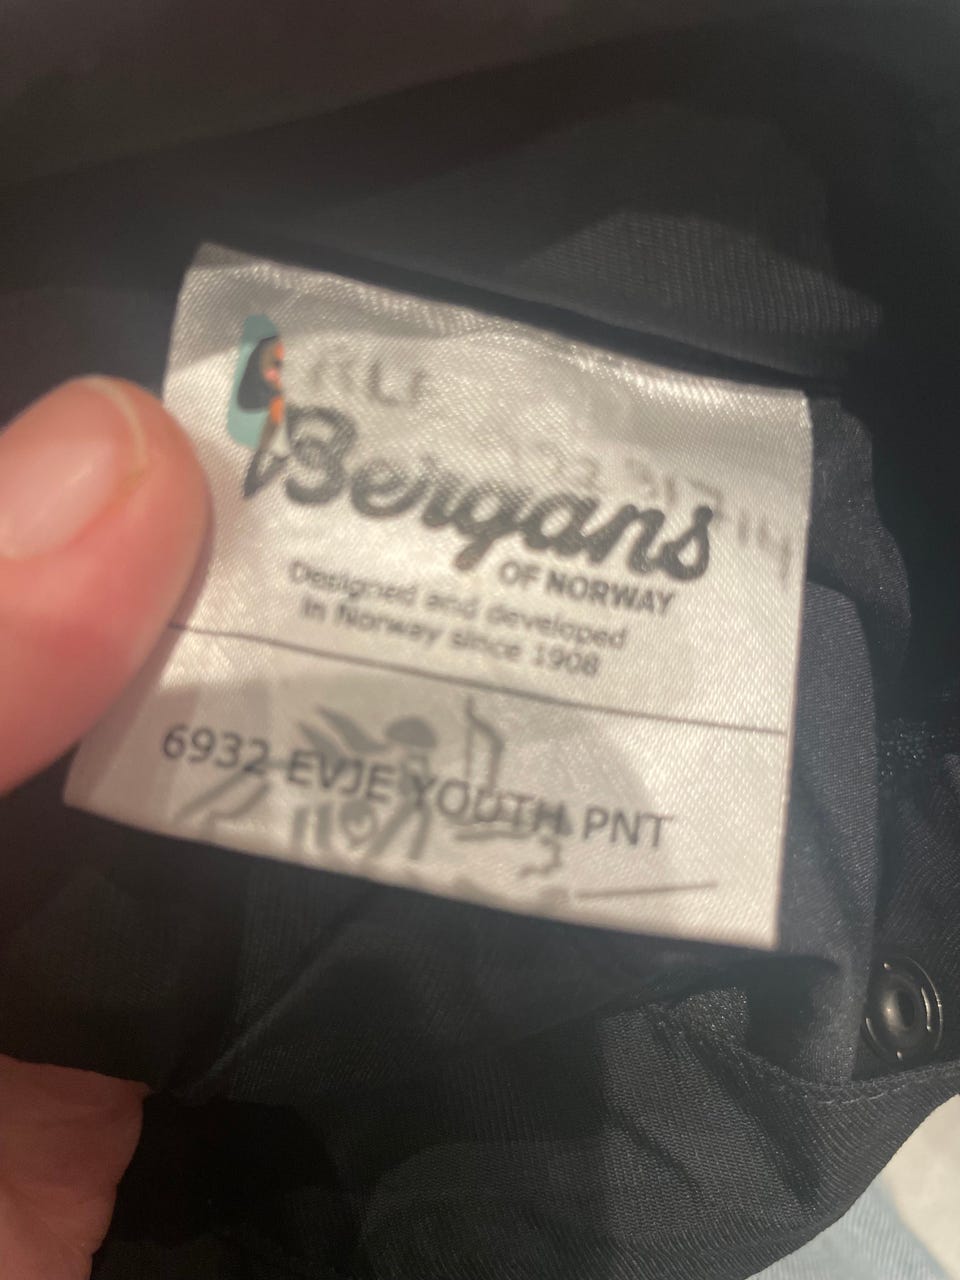 Bergans
OF NORWAY
Designed and developed
in Norway since 1908
6932 EVJE YOUTH PNT